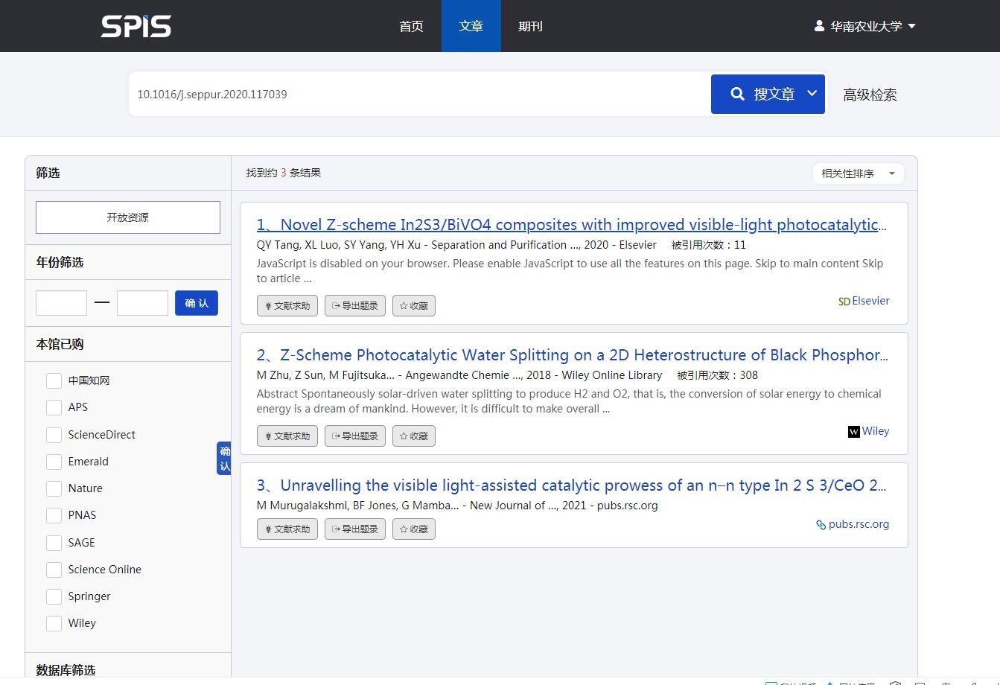 SPIS
首页
文章
期刊
华南农业大学
10.1016/j.seppur.2020.117039
搜文章
高级检索
筛选
找到约 3 条结果
相关性排序
开放资源
年份筛选
确 认
本馆已购
中国知网
APS
ScienceDirect
Emerald
Nature
PNAS
SAGE
Science Online
Springer
Wiley
确
认
数据库筛选
1、Novel Z-scheme In2S3/BiVO4 composites with improved visible-light photocatalytic...
QY Tang, XL Luo, SY Yang, YH Xu - Separation and Purification ..., 2020 - Elsevier 被引用次数：11
JavaScript is disabled on your browser. Please enable JavaScript to use all the features on this page. Skip to main content Skip
to article ...
文献求助 导出题录 收藏
SD Elsevier
2、Z-Scheme Photocatalytic Water Splitting on a 2D Heterostructure of Black Phosphor...
M Zhu, Z Sun, M Fujitsuka... - Angewandte Chemie ..., 2018 - Wiley Online Library 被引用次数：308
Abstract Spontaneously solar-driven water splitting to produce H2 and O2, that is, the conversion of solar energy to chemical
energy is a dream of mankind. However, it is difficult to make overall ...
文献求助 导出题录 收藏
W Wiley
3、Unravelling the visible light-assisted catalytic prowess of an n–n type In 2 S 3/CeO 2...
M Murugalakshmi, BF Jones, G Mamba... - New Journal of ..., 2021 - pubs.rsc.org
文献求助 导出题录 收藏
pubs.rsc.org